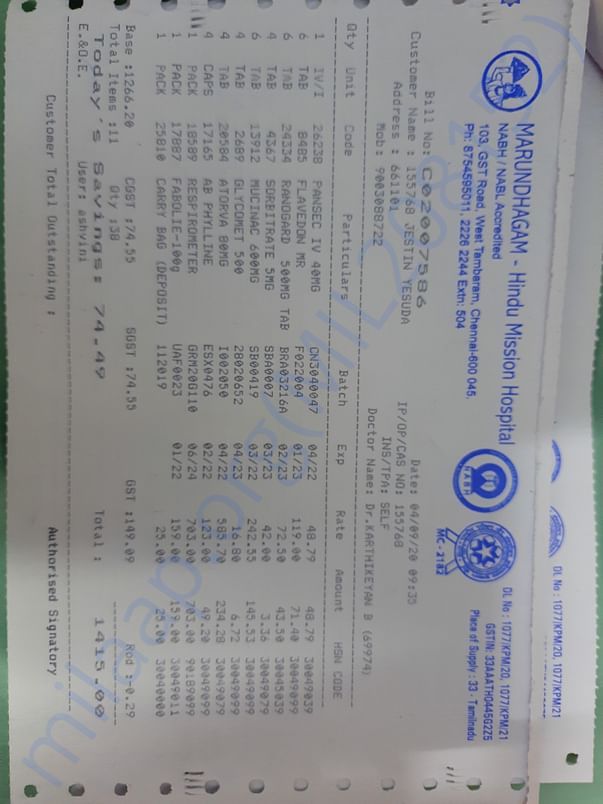 MARUNDHAGAM - Hindu Mission Hospital
NABH / NABL Accredited
103, GST Road, West Tambaram, Chennai-600 045.
Ph: 8754595011, 2226 2244 Extn: 504
NABH
MC-2182
DL No : 1077/KPM/20, 1077/KPM/21
GSTIN: 33AAATH0445G2Z5
Place of Supply : 33 - Tamilnadu
DL No : 1077/KPM/20, 1077/KPM/21
Bill No: C02007586 Date: 04/09/20 09:35
Customer Name : 155768 JESTIN YESUDA IP/OP/CAS NO: 155768
Address : 661101 INS/TPA: SELF
Mob: 9003088722 Doctor Name: Dr.KARTHIKEYAN B (69974)
Qty Unit Code Particulars Batch Exp Rate Amount HSN CODE
1 IV/I 26238 PANSEC IV 40MG CN3040047 04/22 48.79 48.79 30049039
6 TAB 8485 FLAVEDON MR F022004 01/23 119.00 71.40 30049099
6 TAB 24334 RANOGARD 500MG TAB BRA03216A 02/23 72.50 43.50 30045039
4 TAB 4367 SORBITRATE 5MG SBA0007 03/23 42.00 3.36 30049079
6 TAB 13912 MUCINAC 600MG SB00419 03/22 242.55 145.53 30049099
4 TAB 2689 GLYCOMET 500 28020652 04/23 16.80 6.72 30049099
4 TAB 20584 ATORVA 80MG I002050 04/22 585.70 234.28 30049079
4 CAPS 17165 AB PHYLLINE ESX0476 02/22 123.00 49.20 30049099
1 PACK 18589 RESPIROMETER GRM200110 06/24 703.00 703.00 90189099
1 PACK 17887 FABOLIE-100g UAF0023 01/22 159.00 159.00 30049011
1 PACK 25810 CARRY BAG (DEPOSIT) 112019 25.00 25.00 30040000
Base :1266.20 CGST :74.55 SGST :74.55 GST :149.09 Rod :-0.29
Total Items :11 Qty :38 Total : 1415.00
Today's Savings: 74.49
E.&O.E. User: ashvini
Customer Total Outstanding : Authorised Signatory